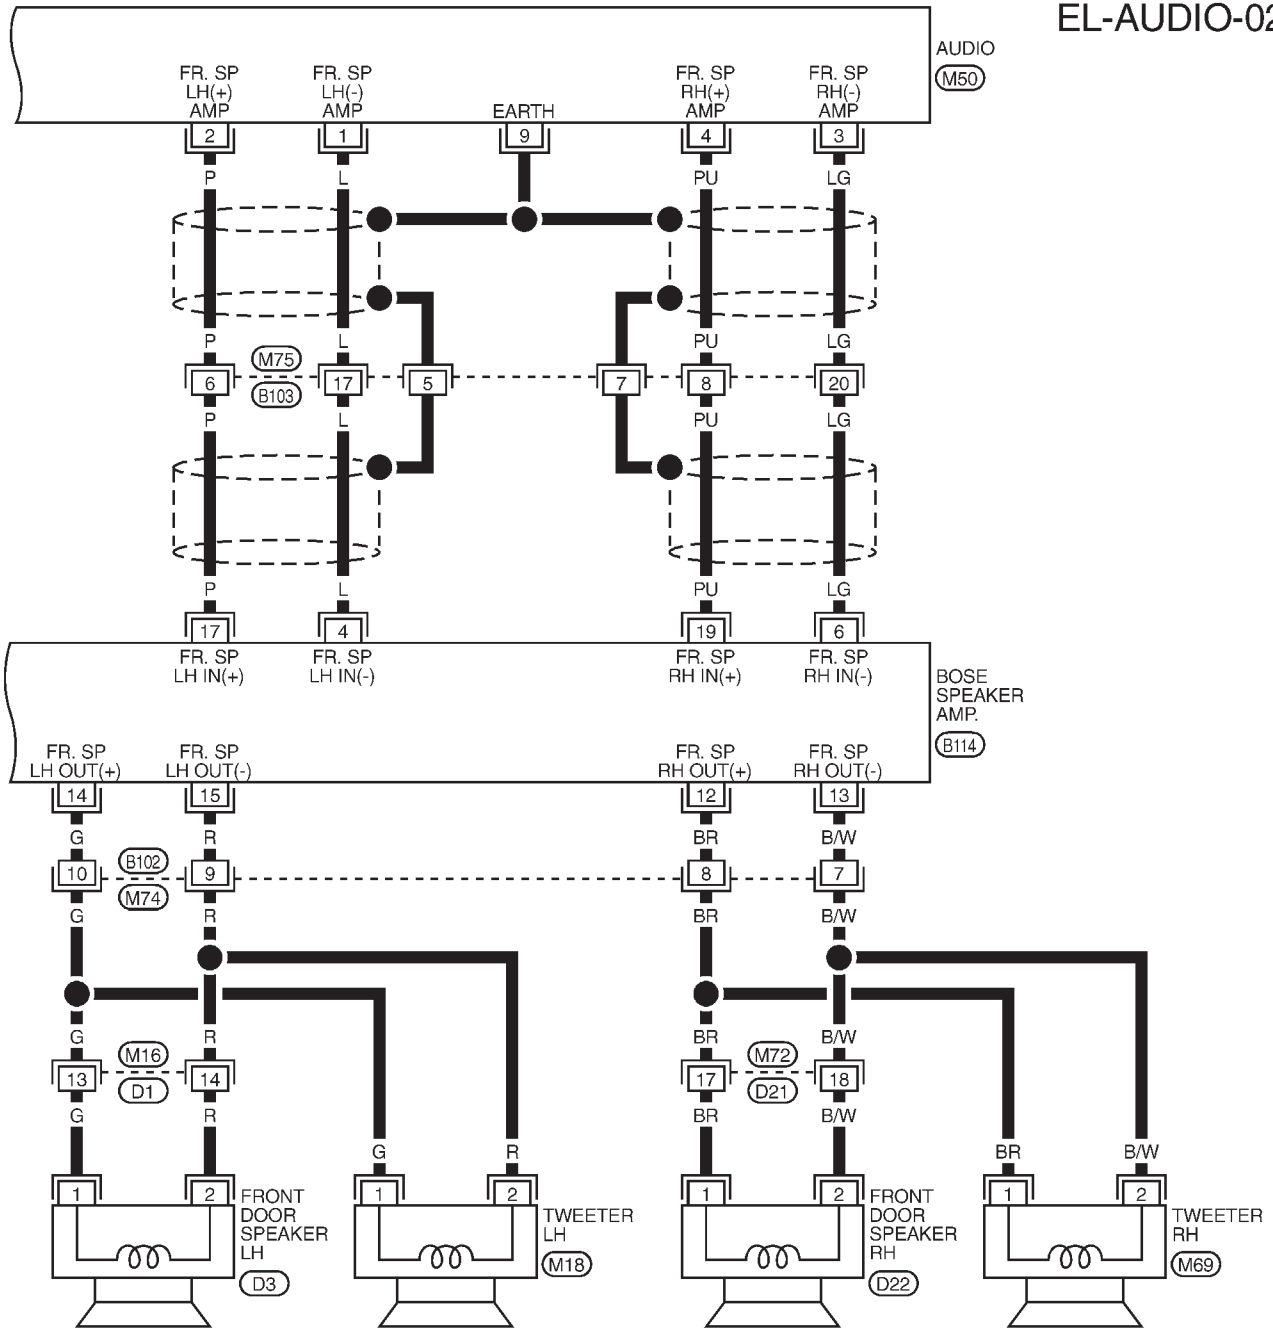 EL-AUDIO-02
AUDIO
M50
FR. SP LH(+) AMP
FR. SP LH(-) AMP
EARTH
FR. SP RH(+) AMP
FR. SP RH(-) AMP
2 1 9 4 3
P L PU LG
P L PU LG
M75
6 17 5 7 8 20
B103
P L PU LG
P L PU LG
17 4 19 6
FR. SP LH IN(+)
FR. SP LH IN(-)
FR. SP RH IN(+)
FR. SP RH IN(-)
BOSE
SPEAKER
AMP.
B114
FR. SP LH OUT(+)
FR. SP LH OUT(-)
FR. SP RH OUT(+)
FR. SP RH OUT(-)
14 15 12 13
G R BR B/W
B102
10 9 8 7
M74
G R BR B/W
G R BR B/W
M16 M72
13 14 17 18
D1 D21
G R BR B/W
G R BR B/W
1 2 1 2 1 2 1 2
FRONT
DOOR
SPEAKER
LH
D3
TWEETER
LH
M18
FRONT
DOOR
SPEAKER
RH
D22
TWEETER
RH
M69